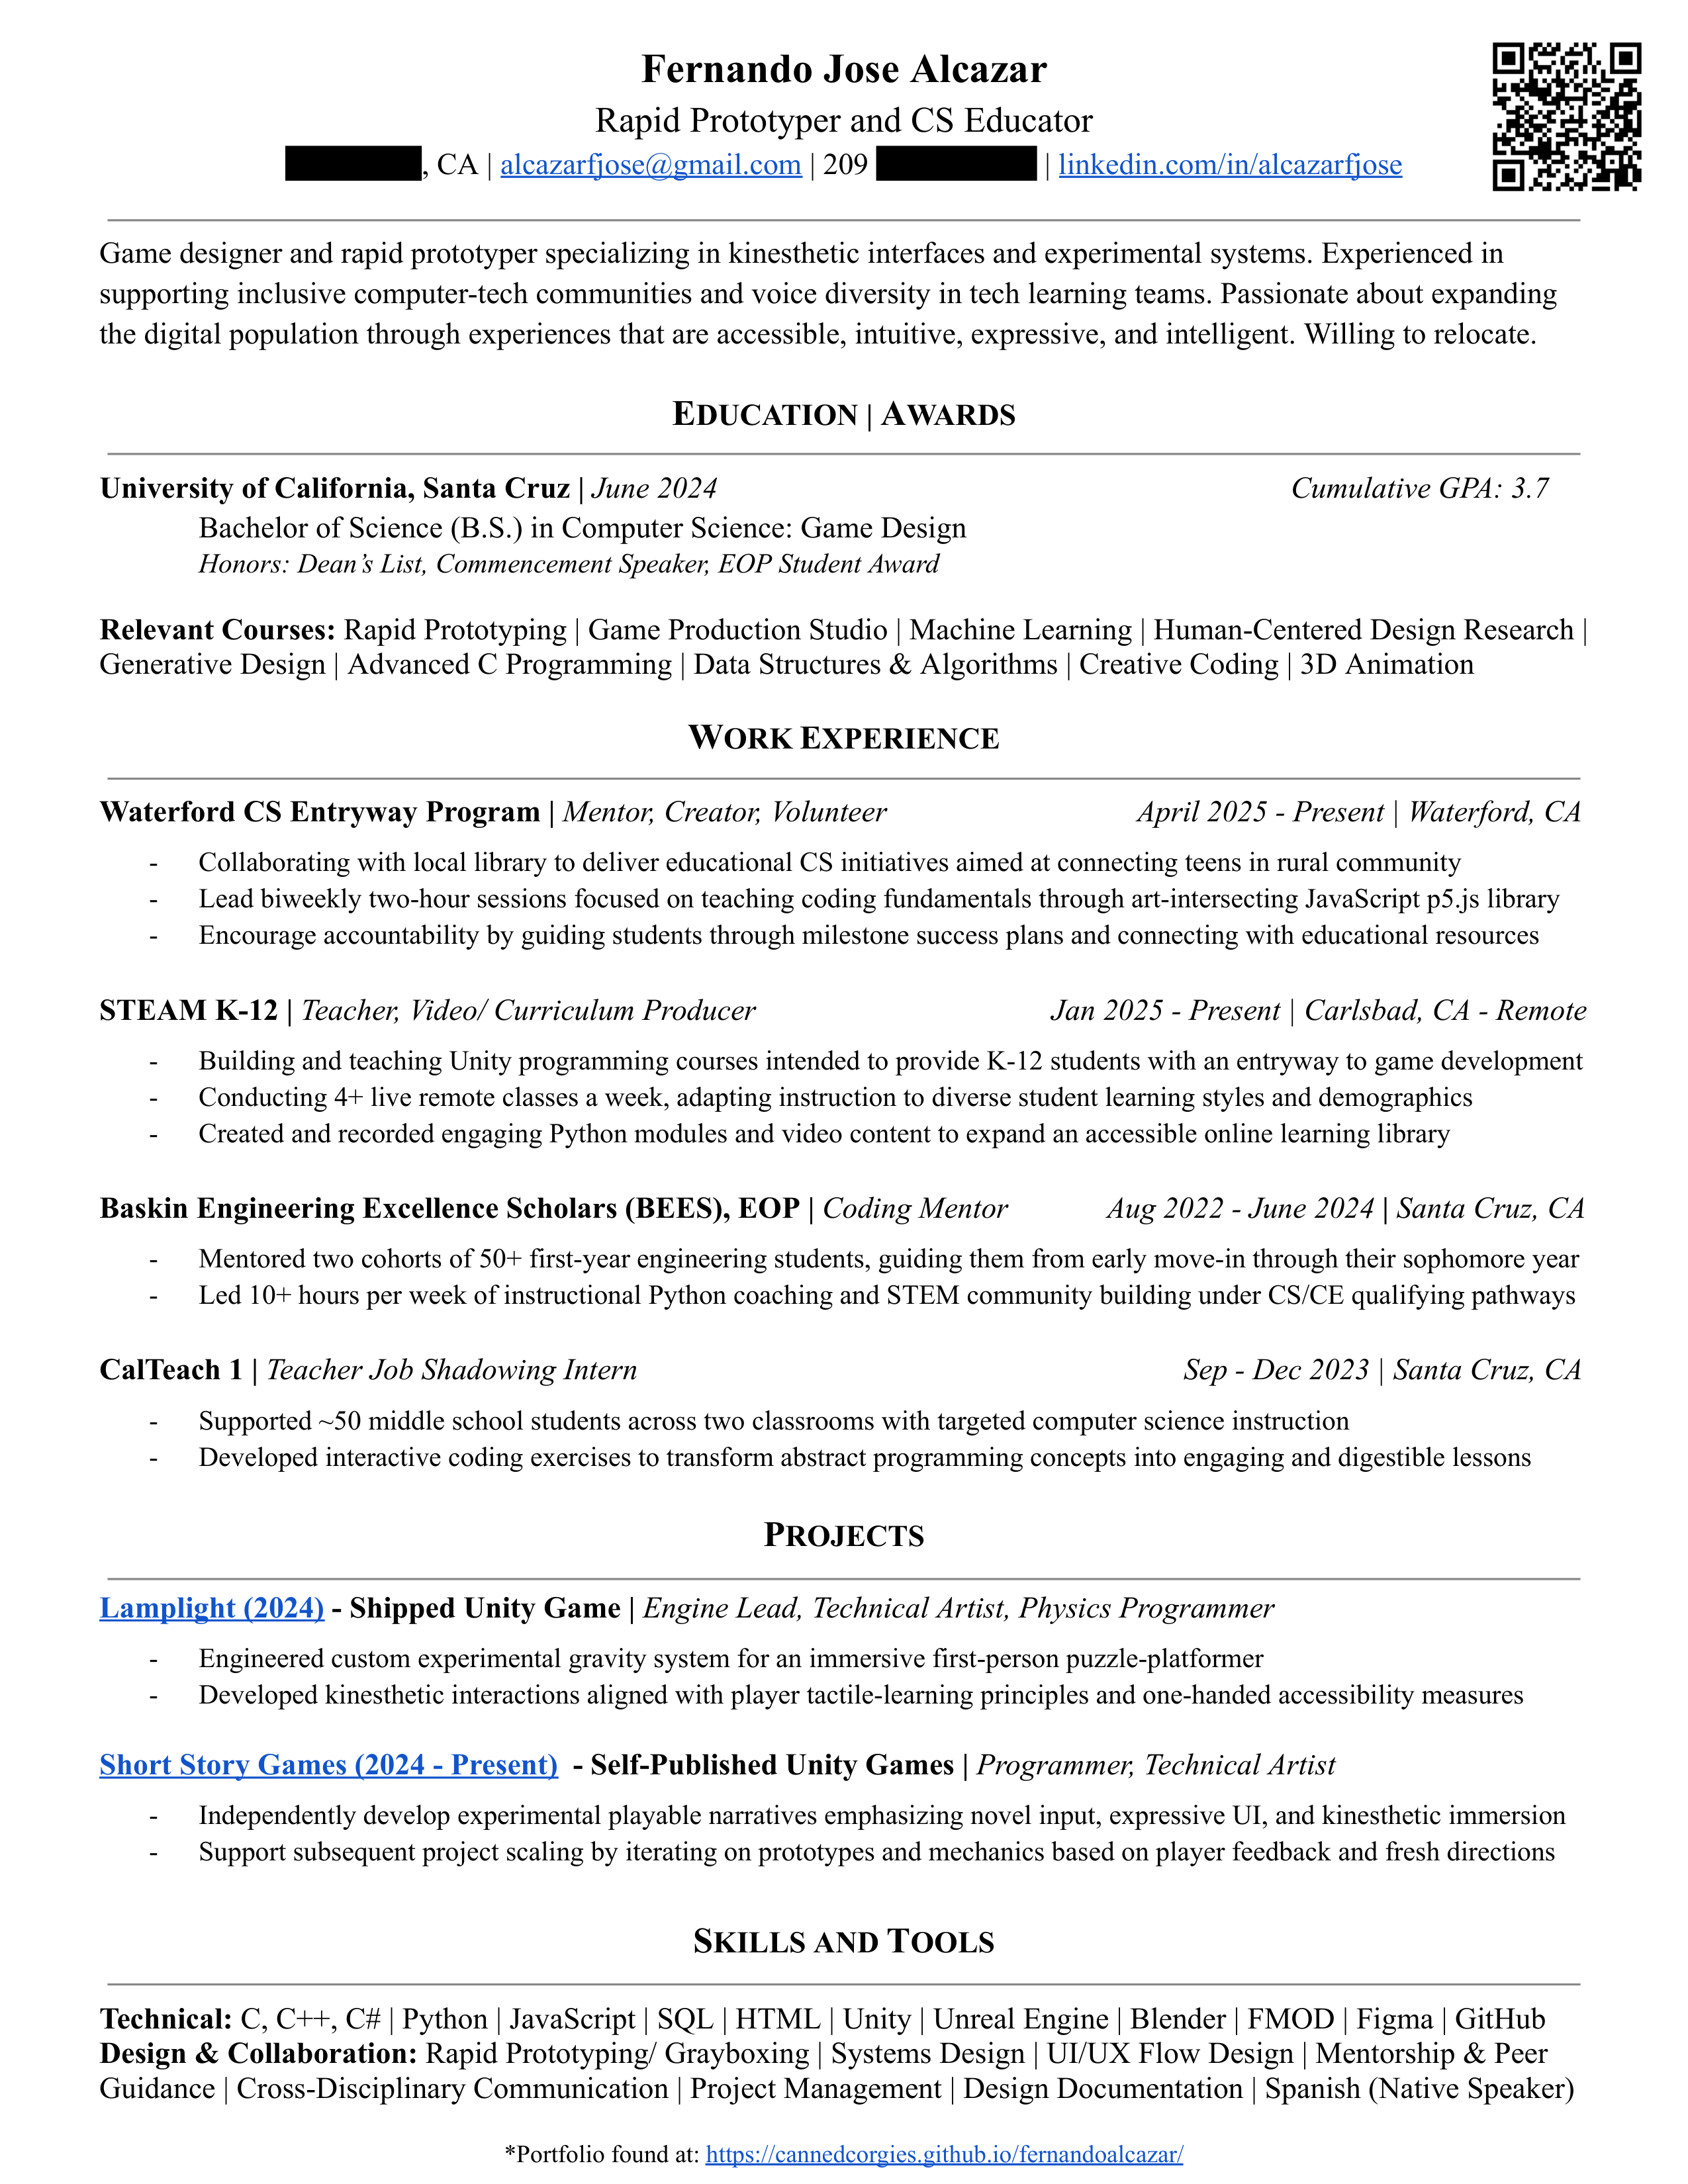 Fernando Jose Alcazar
Rapid Prototyper and CS Educator
, CA | alcazarfjose@gmail.com | 209 | linkedin.com/in/alcazarfjose
Game designer and rapid prototyper specializing in kinesthetic interfaces and experimental systems. Experienced in
supporting inclusive computer-tech communities and voice diversity in tech learning teams. Passionate about expanding
the digital population through experiences that are accessible, intuitive, expressive, and intelligent. Willing to relocate.
EDUCATION | AWARDS
University of California, Santa Cruz | June 2024 Cumulative GPA: 3.7
Bachelor of Science (B.S.) in Computer Science: Game Design
Honors: Dean’s List, Commencement Speaker, EOP Student Award
Relevant Courses: Rapid Prototyping | Game Production Studio | Machine Learning | Human-Centered Design Research |
Generative Design | Advanced C Programming | Data Structures & Algorithms | Creative Coding | 3D Animation
WORK EXPERIENCE
Waterford CS Entryway Program | Mentor, Creator, Volunteer April 2025 - Present | Waterford, CA
- Collaborating with local library to deliver educational CS initiatives aimed at connecting teens in rural community
- Lead biweekly two-hour sessions focused on teaching coding fundamentals through art-intersecting JavaScript p5.js library
- Encourage accountability by guiding students through milestone success plans and connecting with educational resources
STEAM K-12 | Teacher, Video/ Curriculum Producer Jan 2025 - Present | Carlsbad, CA - Remote
- Building and teaching Unity programming courses intended to provide K-12 students with an entryway to game development
- Conducting 4+ live remote classes a week, adapting instruction to diverse student learning styles and demographics
- Created and recorded engaging Python modules and video content to expand an accessible online learning library
Baskin Engineering Excellence Scholars (BEES), EOP | Coding Mentor Aug 2022 - June 2024 | Santa Cruz, CA
- Mentored two cohorts of 50+ first-year engineering students, guiding them from early move-in through their sophomore year
- Led 10+ hours per week of instructional Python coaching and STEM community building under CS/CE qualifying pathways
CalTeach 1 | Teacher Job Shadowing Intern Sep - Dec 2023 | Santa Cruz, CA
- Supported ~50 middle school students across two classrooms with targeted computer science instruction
- Developed interactive coding exercises to transform abstract programming concepts into engaging and digestible lessons
PROJECTS
Lamplight (2024) - Shipped Unity Game | Engine Lead, Technical Artist, Physics Programmer
- Engineered custom experimental gravity system for an immersive first-person puzzle-platformer
- Developed kinesthetic interactions aligned with player tactile-learning principles and one-handed accessibility measures
Short Story Games (2024 - Present) - Self-Published Unity Games | Programmer, Technical Artist
- Independently develop experimental playable narratives emphasizing novel input, expressive UI, and kinesthetic immersion
- Support subsequent project scaling by iterating on prototypes and mechanics based on player feedback and fresh directions
SKILLS AND TOOLS
Technical: C, C++, C# | Python | JavaScript | SQL | HTML | Unity | Unreal Engine | Blender | FMOD | Figma | GitHub
Design & Collaboration: Rapid Prototyping/ Grayboxing | Systems Design | UI/UX Flow Design | Mentorship & Peer
Guidance | Cross-Disciplinary Communication | Project Management | Design Documentation | Spanish (Native Speaker)
*Portfolio found at: https://cannedcorgies.github.io/fernandoalcazar/